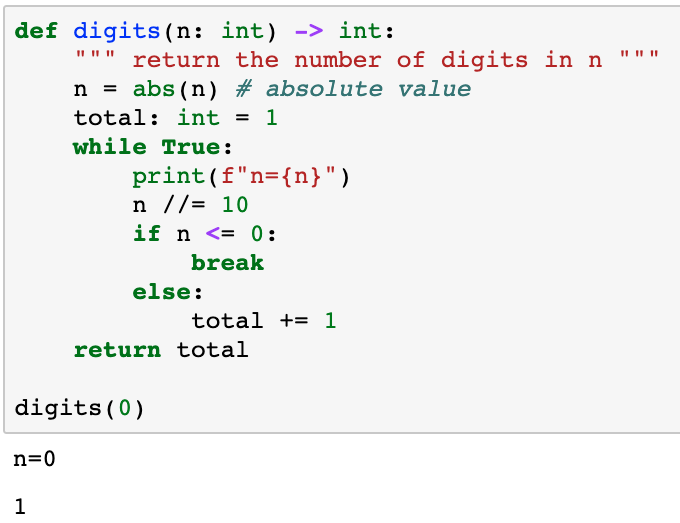 def digits(n: int) -> int:
    """ return the number of digits in n """
    n = abs(n) # absolute value
    total: int = 1
    while True:
        print(f"n={n}")
        n //= 10
        if n <= 0:
            break
        else:
            total += 1
    return total

digits(0)
n=0
1